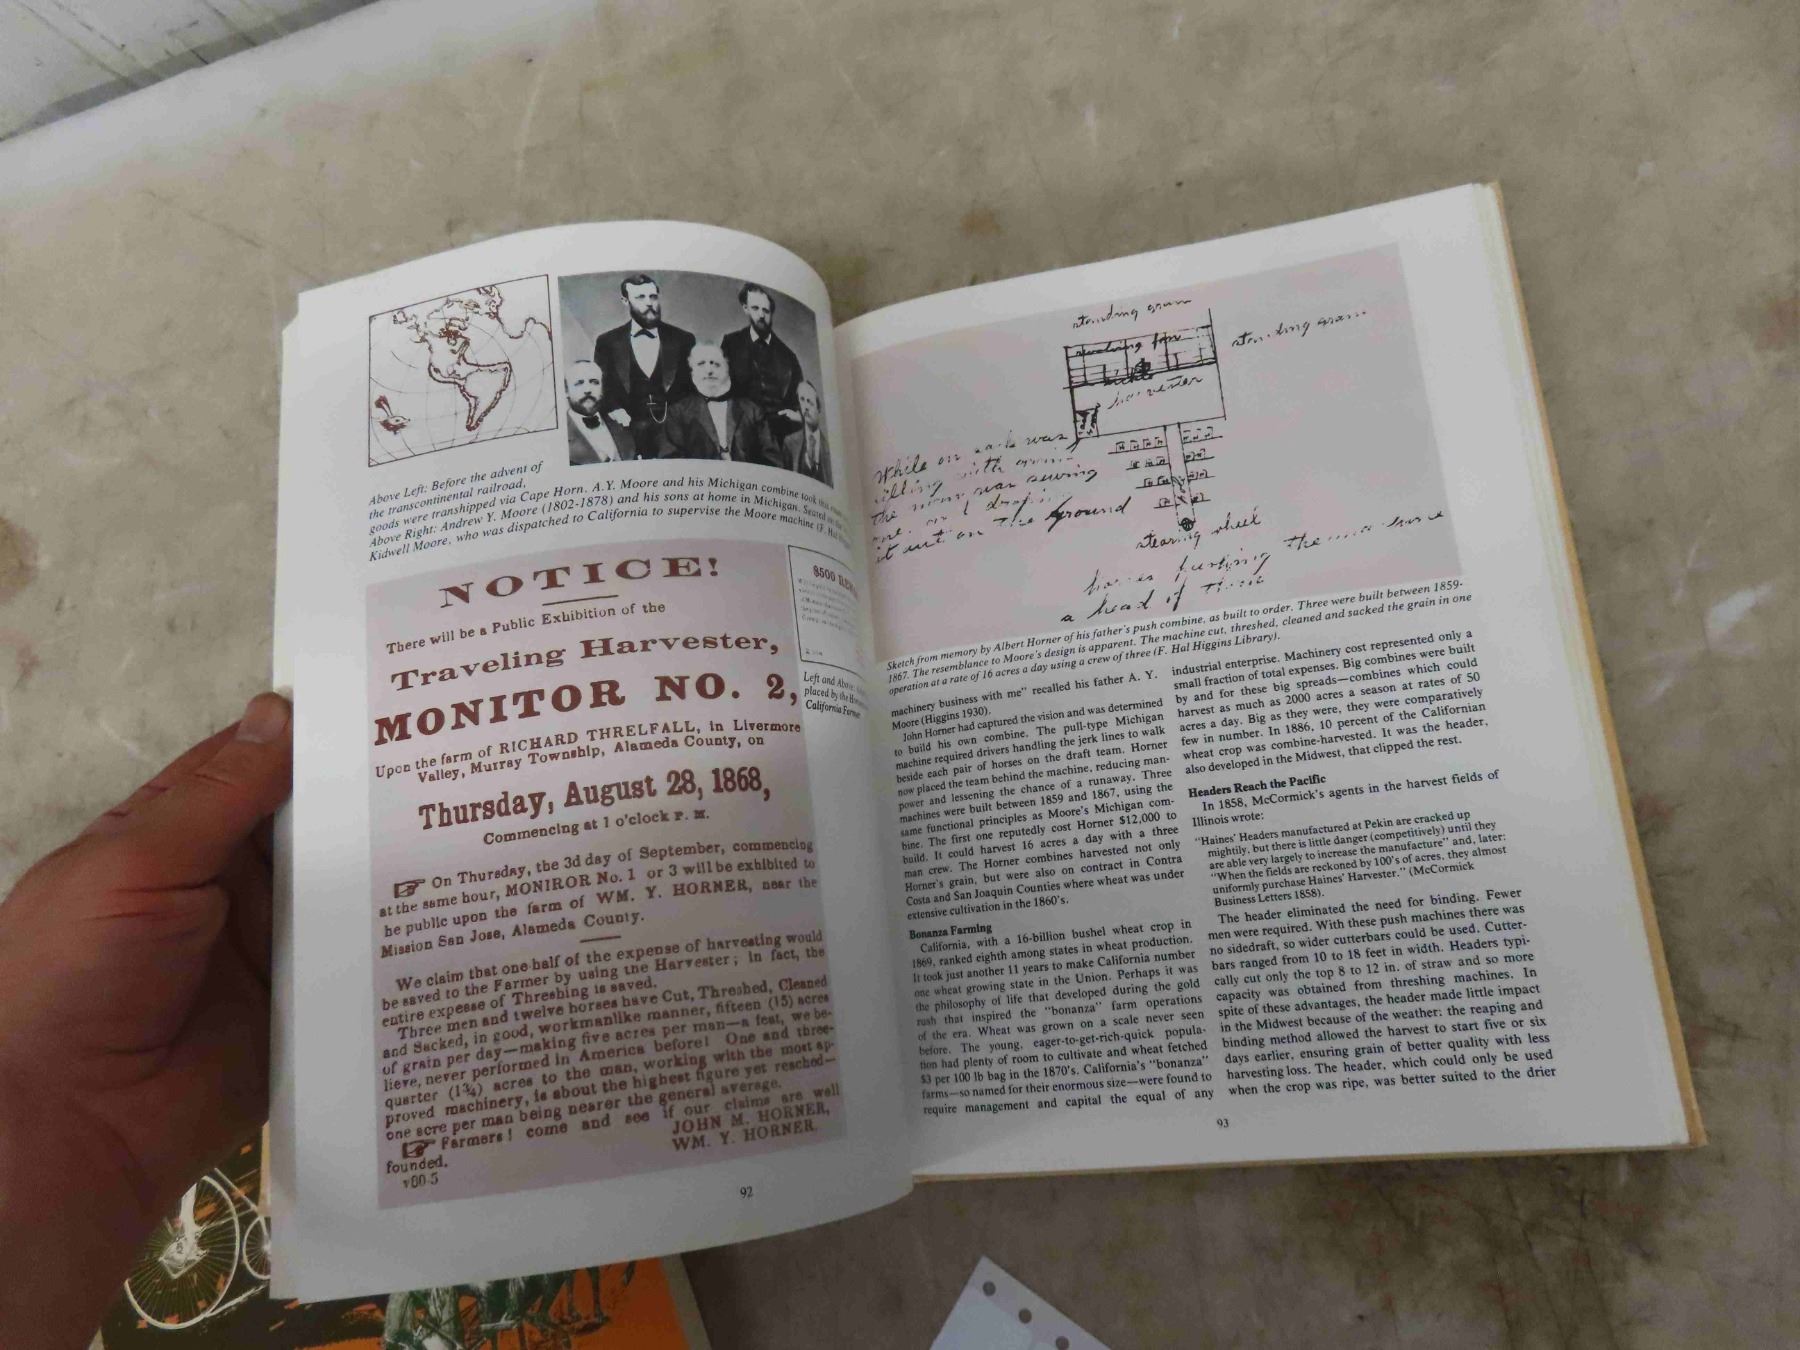 Above Left: Before the advent of
the transcontinental railroad,
goods were transhipped via Cape Horn. A.Y. Moore and his Michigan combine took this
Above Right: Andrew Y. Moore (1802-1878) and his sons at home in Michigan. Seated
Kidwell Moore, who was dispatched to California to supervise the Moore machine (F. Hal
NOTICE!
There will be a Public Exhibition of the
Traveling Harvester,
MONITOR NO. 2,
Upon the farm of RICHARD THRELFALL, in Livermore
Valley, Murray Township, Alameda County, on
Thursday, August 28, 1868,
Commencing at 1 o'clock P. M.
On Thursday, the 3d day of September, commencing
at the same hour, MONIROR No. 1 or 3 will be exhibited to
he public upon the farm of WM. Y. HORNER, near the
Mission San Jose, Alameda County.
We claim that one-half of the expense of harvesting would
be saved to the Farmer by using the Harvester; in fact, the
entire expense of Threshing is saved.
Three men and twelve horses have Cut, Threshed, Cleaned
and Sacked, in good, workmanlike manner, fifteen (15) acres
of grain per day—making five acres per man—a feat, we be-
lieve, never performed in America before! One and three-
quarter (1¾) acres to the man, working with the most ap-
proved machinery, is about the highest figure yet reached—
one acre per man being nearer the general average.
Farmers! come and see if our claims are well
founded.
JOHN M. HORNER,
WM. Y. HORNER.
v00-5
$500
Left and Above:
placed by the
California
92
standing grain
standing grain
revolving fan
sickle
harvester
While on sack was
filling with grain
the man was sewing
one and droping
it out on the ground
stearing wheel
horses pushing the machine
a head of them
Sketch from memory by Albert Horner of his father's push combine, as built to order. Three were built between 1859-
1867. The resemblance to Moore's design is apparent. The machine cut, threshed, cleaned and sacked the grain in one
operation at a rate of 16 acres a day using a crew of three (F. Hal Higgins Library).
machinery business with me" recalled his father A. Y.
Moore (Higgins 1930).
John Horner had captured the vision and was determined
to build his own combine. The pull-type Michigan
machine required drivers handling the jerk lines to walk
beside each pair of horses on the draft team. Horner
now placed the team behind the machine, reducing man-
power and lessening the chance of a runaway. Three
machines were built between 1859 and 1867, using the
same functional principles as Moore's Michigan com-
bine. The first one reputedly cost Horner $12,000 to
build. It could harvest 16 acres a day with a three
man crew. The Horner combines harvested not only
Horner's grain, but were also on contract in Contra
Costa and San Joaquin Counties where wheat was under
extensive cultivation in the 1860's.
Bonanza Farming
California, with a 16-billion bushel wheat crop in
1869, ranked eighth among states in wheat production.
It took just another 11 years to make California number
one wheat growing state in the Union. Perhaps it was
the philosophy of life that developed during the gold
rush that inspired the "bonanza" farm operations
of the era. Wheat was grown on a scale never seen
before. The young, eager-to-get-rich-quick popula-
tion had plenty of room to cultivate and wheat fetched
$3 per 100 lb bag in the 1870's. California's "bonanza"
farms—so named for their enormous size—were found to
require management and capital the equal of any
industrial enterprise. Machinery cost represented only a
small fraction of total expenses. Big combines were built
by and for these big spreads—combines which could
harvest as much as 2000 acres a season at rates of 50
acres a day. Big as they were, they were comparatively
few in number. In 1886, 10 percent of the Californian
wheat crop was combine-harvested. It was the header,
also developed in the Midwest, that clipped the rest.
Headers Reach the Pacific
In 1858, McCormick's agents in the harvest fields of
Illinois wrote:
"Haines' Headers manufactured at Pekin are cracked up
mightily, but there is little danger (competitively) until they
are able very largely to increase the manufacture" and, later:
"When the fields are reckoned by 100's of acres, they almost
uniformly purchase Haines' Harvester." (McCormick
Business Letters 1858).
The header eliminated the need for binding. Fewer
men were required. With these push machines there was
no sidedraft, so wider cutterbars could be used. Cutter-
bars ranged from 10 to 18 feet in width. Headers typi-
cally cut only the top 8 to 12 in. of straw and so more
capacity was obtained from threshing machines. In
spite of these advantages, the header made little impact
in the Midwest because of the weather: the reaping and
binding method allowed the harvest to start five or six
days earlier, ensuring grain of better quality with less
harvesting loss. The header, which could only be used
when the crop was ripe, was better suited to the drier
93